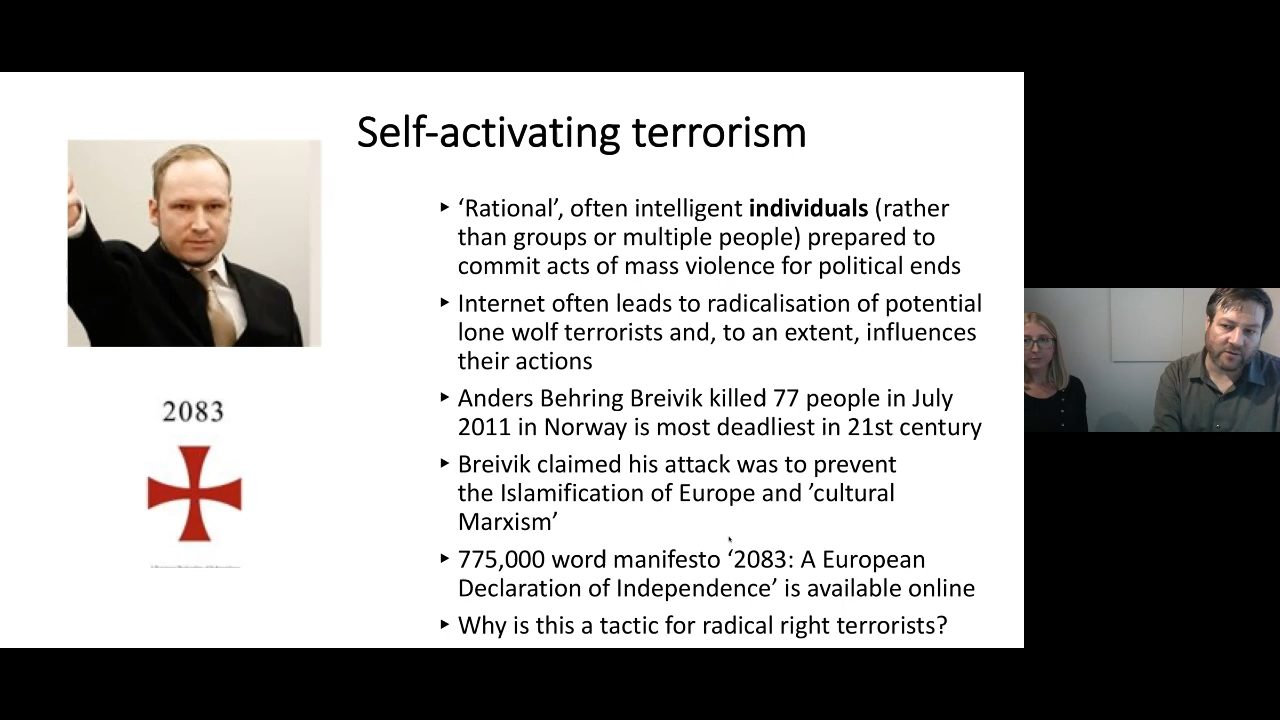 Self-activating terrorism
‘Rational’, often intelligent individuals (rather
than groups or multiple people) prepared to
commit acts of mass violence for political ends
Internet often leads to radicalisation of potential
lone wolf terrorists and, to an extent, influences
their actions
Anders Behring Breivik killed 77 people in July
2011 in Norway is most deadliest in 21st century
Breivik claimed his attack was to prevent
the Islamification of Europe and ’cultural
Marxism’
775,000 word manifesto ‘2083: A European
Declaration of Independence’ is available online
Why is this a tactic for radical right terrorists?
2083